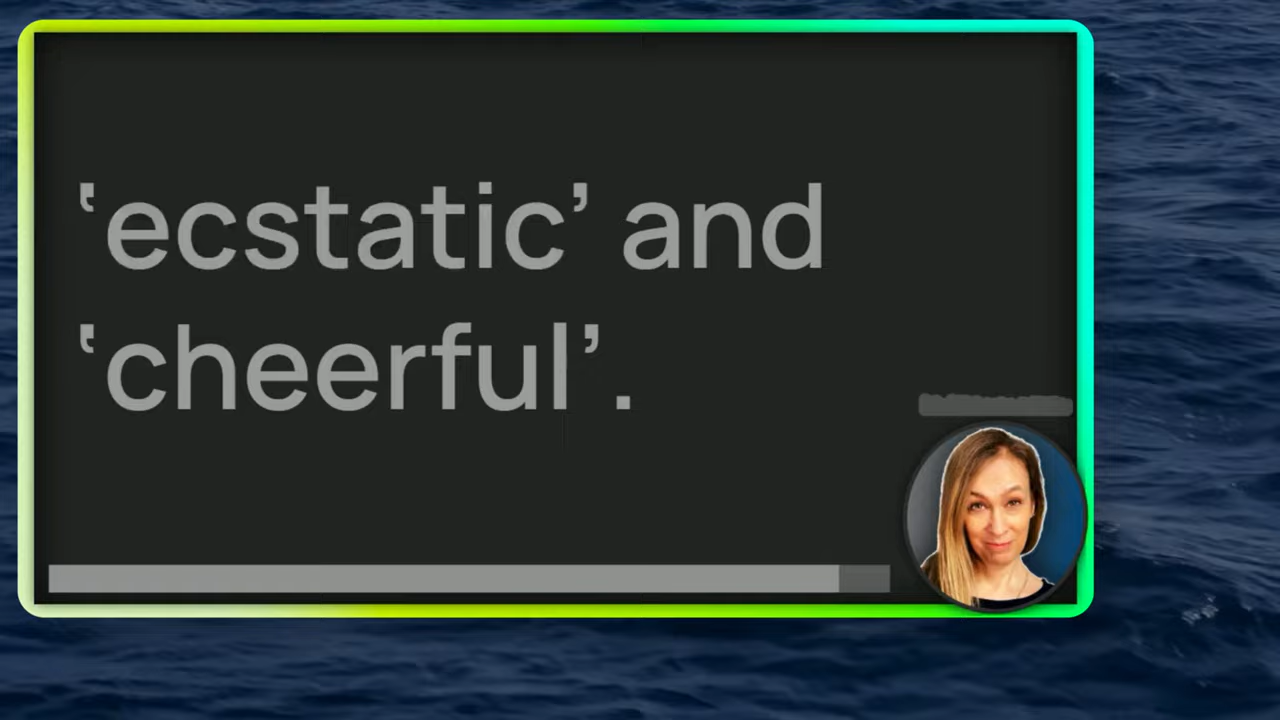 ‛ecstatic’ and
‛cheerful’ .